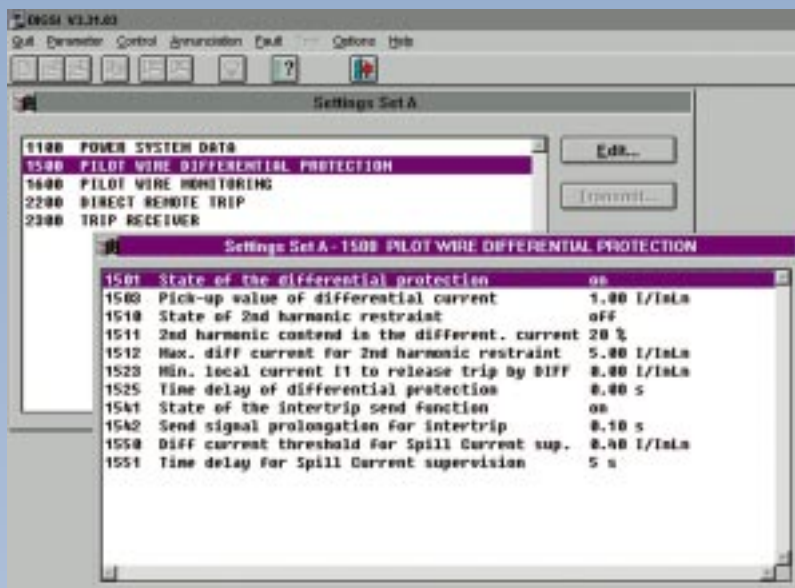 DIGSI V3.31.03
Quit Parameter Control Annunciation Fault Test Options Help
Settings Set A
1100 POWER SYSTEM DATA
1500 PILOT WIRE DIFFERENTIAL PROTECTION
1600 PILOT WIRE MONITORING
2200 DIRECT REMOTE TRIP
2300 TRIP RECEIVER
Edit...
Transmit...
Settings Set A - 1500 PILOT WIRE DIFFERENTIAL PROTECTION
1501 State of the differential protection on
1503 Pick-up value of differential current 1.00 I/InLn
1510 State of 2nd harmonic restraint off
1511 2nd harmonic contend in the different. current 20 %
1512 Max. diff current for 2nd harmonic restraint 5.00 I/InLn
1523 Min. local current I1 to release trip by DIFF 0.00 I/InLn
1525 Time delay of differential protection 0.00 s
1541 State of the intertrip send function on
1542 Send signal prolongation for intertrip 0.10 s
1550 Diff current threshold for Spill Current sup. 0.40 I/InLn
1551 Time delay for Spill Current supervision 5 s